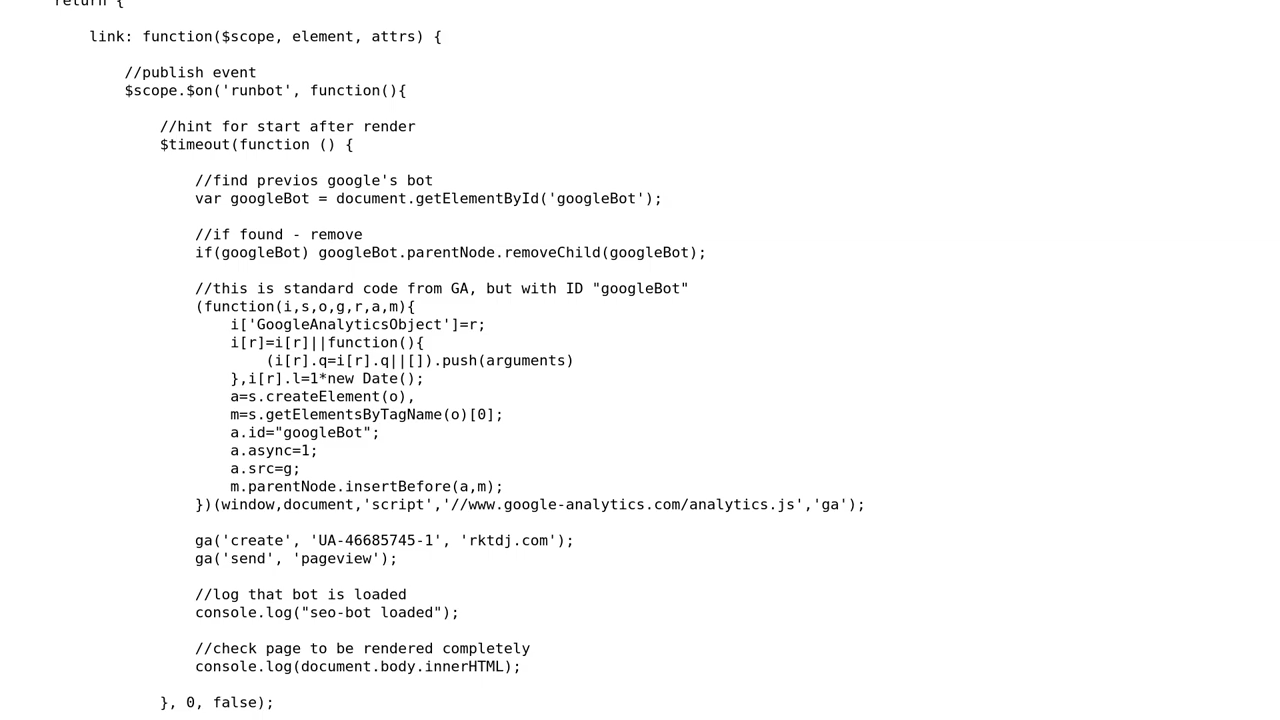 return {
link: function($scope, element, attrs) {
//publish event
$scope.$on('runbot', function(){
//hint for start after render
$timeout(function () {
//find previos google's bot
var googleBot = document.getElementById('googleBot');
//if found - remove
if(googleBot) googleBot.parentNode.removeChild(googleBot);
//this is standard code from GA, but with ID "googleBot"
(function(i,s,o,g,r,a,m){
i['GoogleAnalyticsObject']=r;
i[r]=i[r]||function(){
(i[r].q=i[r].q||[]).push(arguments)
},i[r].l=1*new Date();
a=s.createElement(o),
m=s.getElementsByTagName(o)[0];
a.id="googleBot";
a.async=1;
a.src=g;
m.parentNode.insertBefore(a,m);
})(window,document,'script','//www.google-analytics.com/analytics.js','ga');
ga('create', 'UA-46685745-1', 'rktdj.com');
ga('send', 'pageview');
//log that bot is loaded
console.log("seo-bot loaded");
//check page to be rendered completely
console.log(document.body.innerHTML);
}, 0, false);